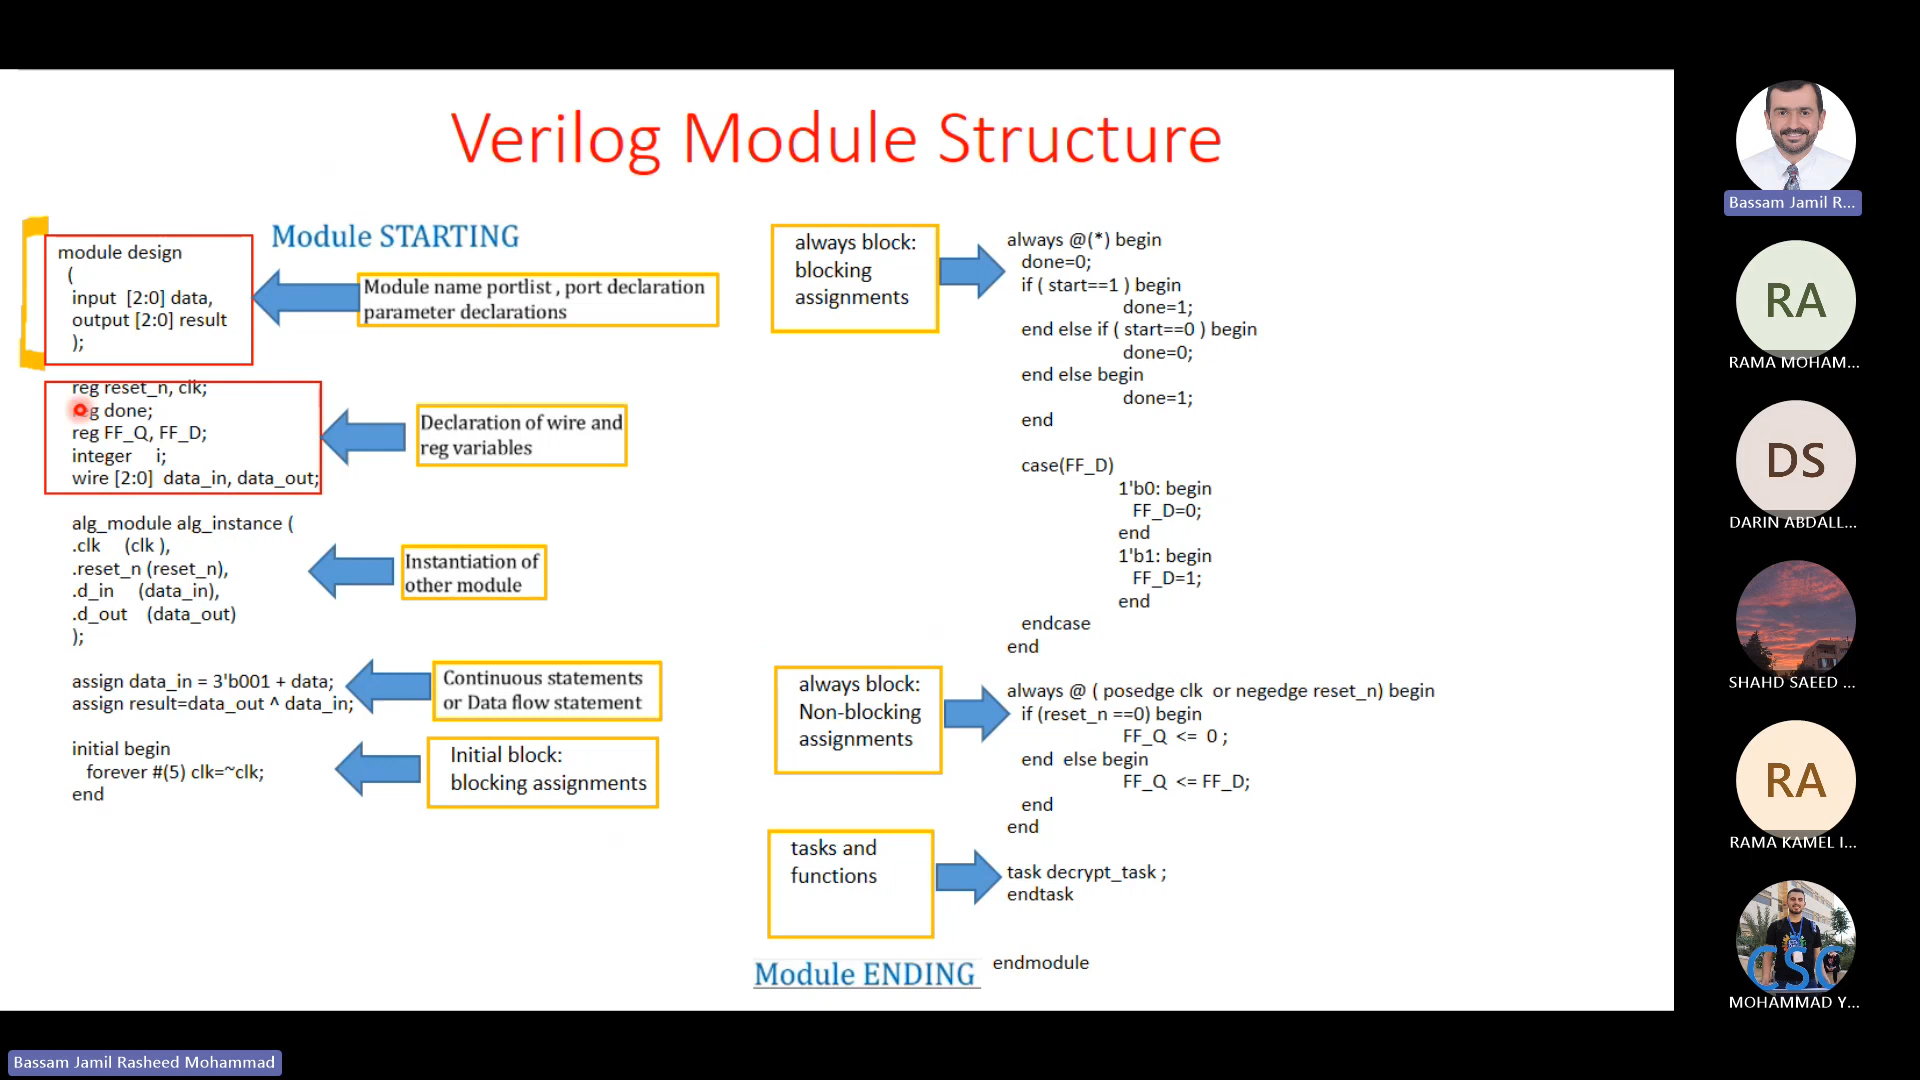 Verilog Module Structure
Module STARTING
module design
(
input [2:0] data,
output [2:0] result
);
Module name portlist , port declaration
parameter declarations
reg reset_n, clk;
reg done;
reg FF_Q, FF_D;
integer i;
wire [2:0] data_in, data_out;
Declaration of wire and
reg variables
alg_module alg_instance (
.clk (clk ),
.reset_n (reset_n),
.d_in (data_in),
.d_out (data_out)
);
Instantiation of
other module
assign data_in = 3'b001 + data;
assign result=data_out ^ data_in;
Continuous statements
or Data flow statement
initial begin
forever #(5) clk=~clk;
end
Initial block:
blocking assignments
always block:
blocking
assignments
always @(*) begin
done=0;
if ( start==1 ) begin
done=1;
end else if ( start==0 ) begin
done=0;
end else begin
done=1;
end
case(FF_D)
1'b0: begin
FF_D=0;
end
1'b1: begin
FF_D=1;
end
endcase
end
always block:
Non-blocking
assignments
always @ ( posedge clk or negedge reset_n) begin
if (reset_n ==0) begin
FF_Q <= 0 ;
end else begin
FF_Q <= FF_D;
end
end
tasks and
functions
task decrypt_task ;
endtask
Module ENDING
endmodule
Bassam Jamil R...
RA
RAMA MOHAM...
DS
DARIN ABDALL...
SHAHD SAEED ...
RA
RAMA KAMEL I...
CSC
MOHAMMAD Y...
Bassam Jamil Rasheed Mohammad